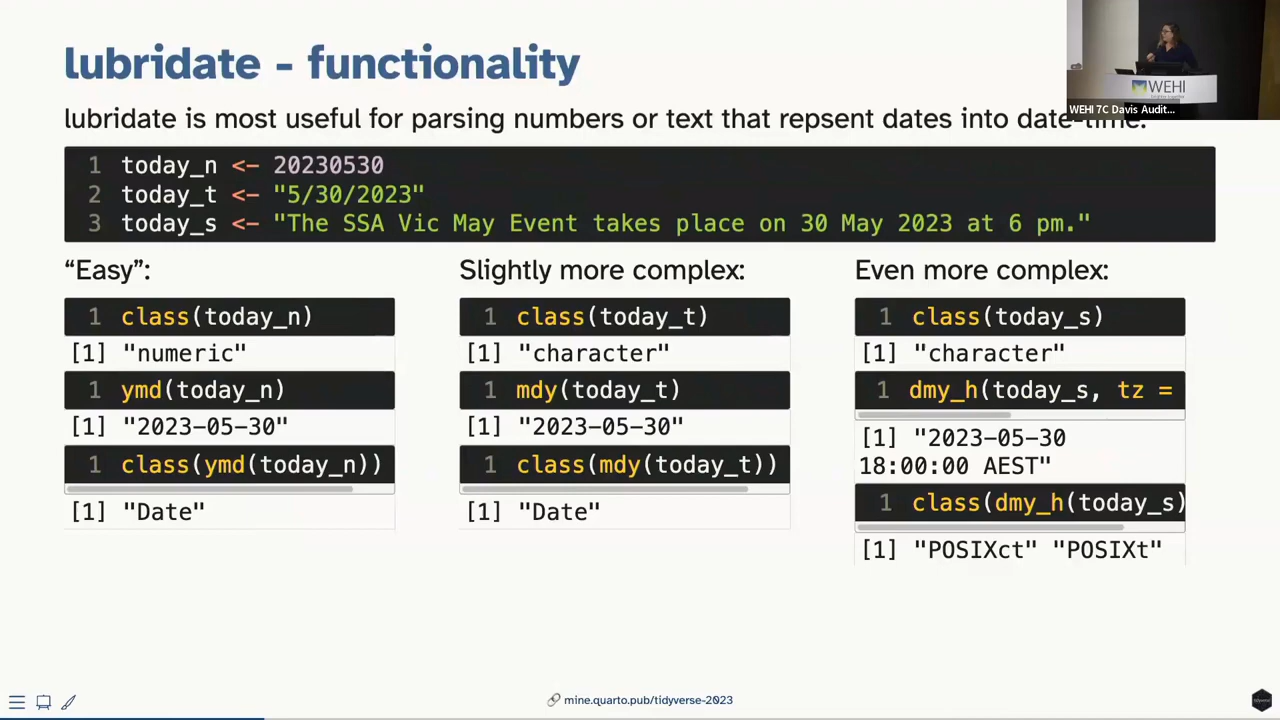 lubridate - functionality
WEHI
WEHI 7C Davis Audit...
lubridate is most useful for parsing numbers or text that repsent dates into date-time.
1 today_n <- 20230530
2 today_t <- "5/30/2023"
3 today_s <- "The SSA Vic May Event takes place on 30 May 2023 at 6 pm."
“Easy”:
1 class(today_n)
[1] "numeric"
1 ymd(today_n)
[1] "2023-05-30"
1 class(ymd(today_n))
[1] "Date"
Slightly more complex:
1 class(today_t)
[1] "character"
1 mdy(today_t)
[1] "2023-05-30"
1 class(mdy(today_t))
[1] "Date"
Even more complex:
1 class(today_s)
[1] "character"
1 dmy_h(today_s, tz =
[1] "2023-05-30
18:00:00 AEST"
1 class(dmy_h(today_s)
[1] "POSIXct" "POSIXt"
mine.quarto.pub/tidyverse-2023